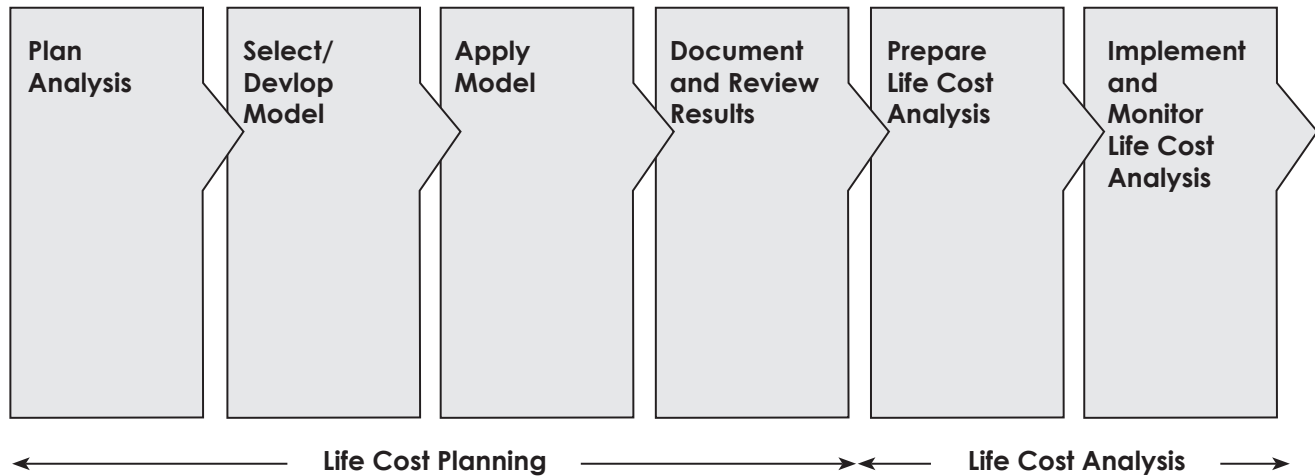 Plan
Analysis
Select/
Devlop
Model
Apply
Model
Document
and Review
Results
Prepare
Life Cost
Analysis
Implement
and
Monitor
Life Cost
Analysis
Life Cost Planning
Life Cost Analysis